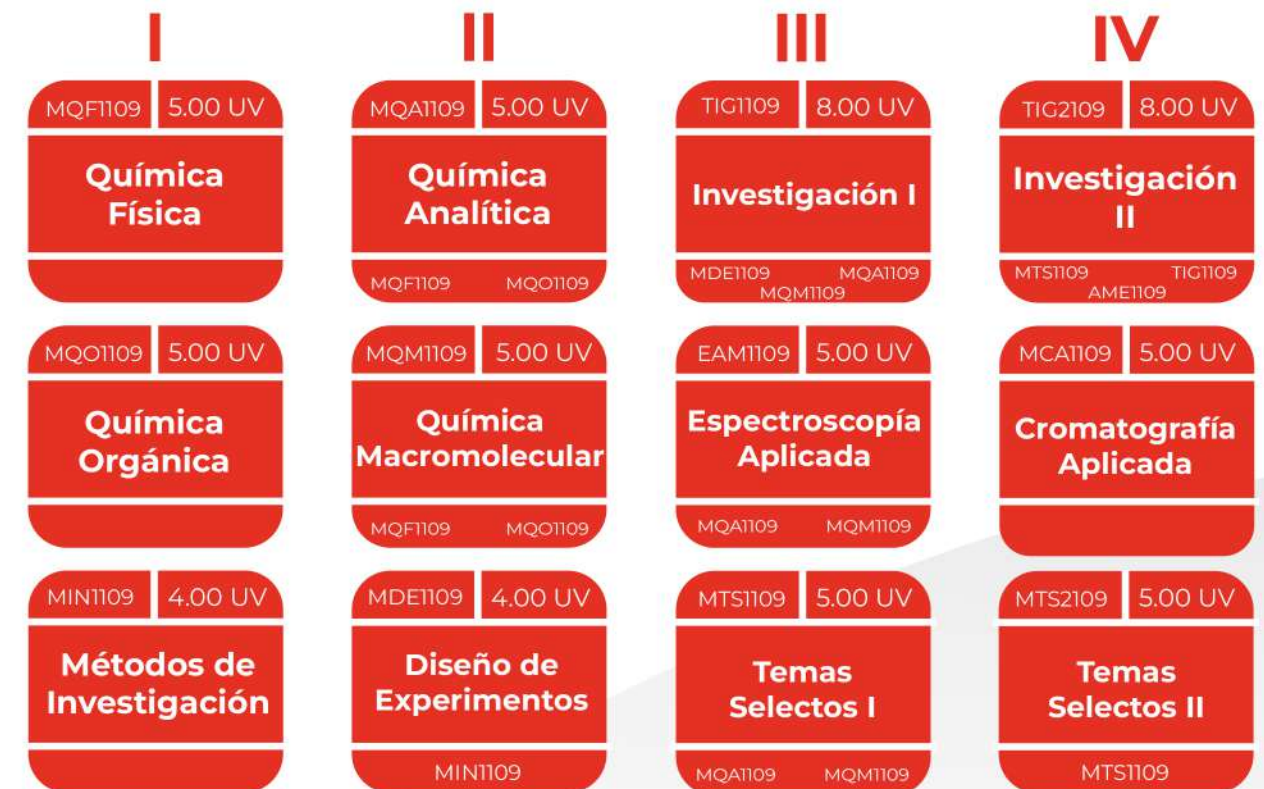 I
II
III
IV
MQF1109 5.00 UV
MQA1109 5.00 UV
TIG1109 8.00 UV
TIG2109 8.00 UV
Química
Física
Química
Analítica
Investigación I
Investigación
II
MQF1109 MQO1109
MDE1109 MQA1109
MQM1109
MTS1109 TIG1109
AME1109
MQO1109 5.00 UV
MQM1109 5.00 UV
EAM1109 5.00 UV
MCA1109 5.00 UV
Química
Orgánica
Química
Macromolecular
Espectroscopía
Aplicada
Cromatografía
Aplicada
MQF1109 MQO1109
MQA1109 MQM1109
MIN1109 4.00 UV
MDE1109 4.00 UV
MTS1109 5.00 UV
MTS2109 5.00 UV
Métodos de
Investigación
Diseño de
Experimentos
Temas
Selectos I
Temas
Selectos II
MIN1109
MQA1109 MQM1109
MTS1109